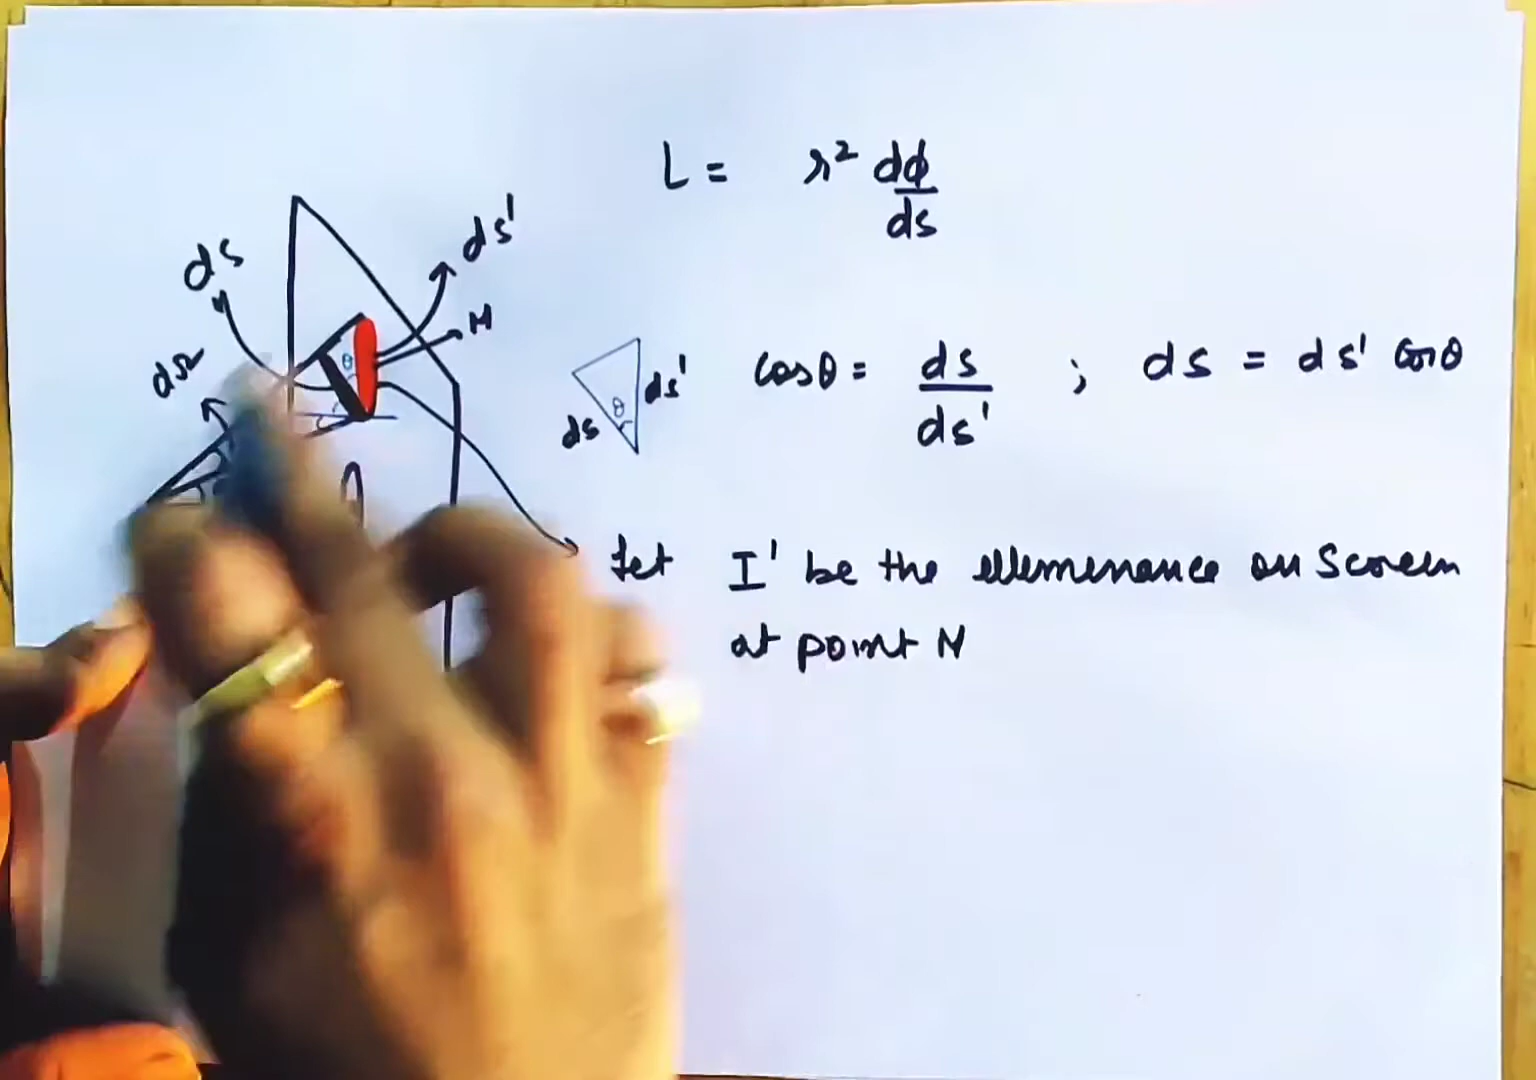 L = r² dϕ/ds
ds
ds'
N
dΩ
θ
ds'
θ
ds
cosθ = ds/ds' ; ds = ds' cosθ
Let I' be the illuminance on Screen
at point N